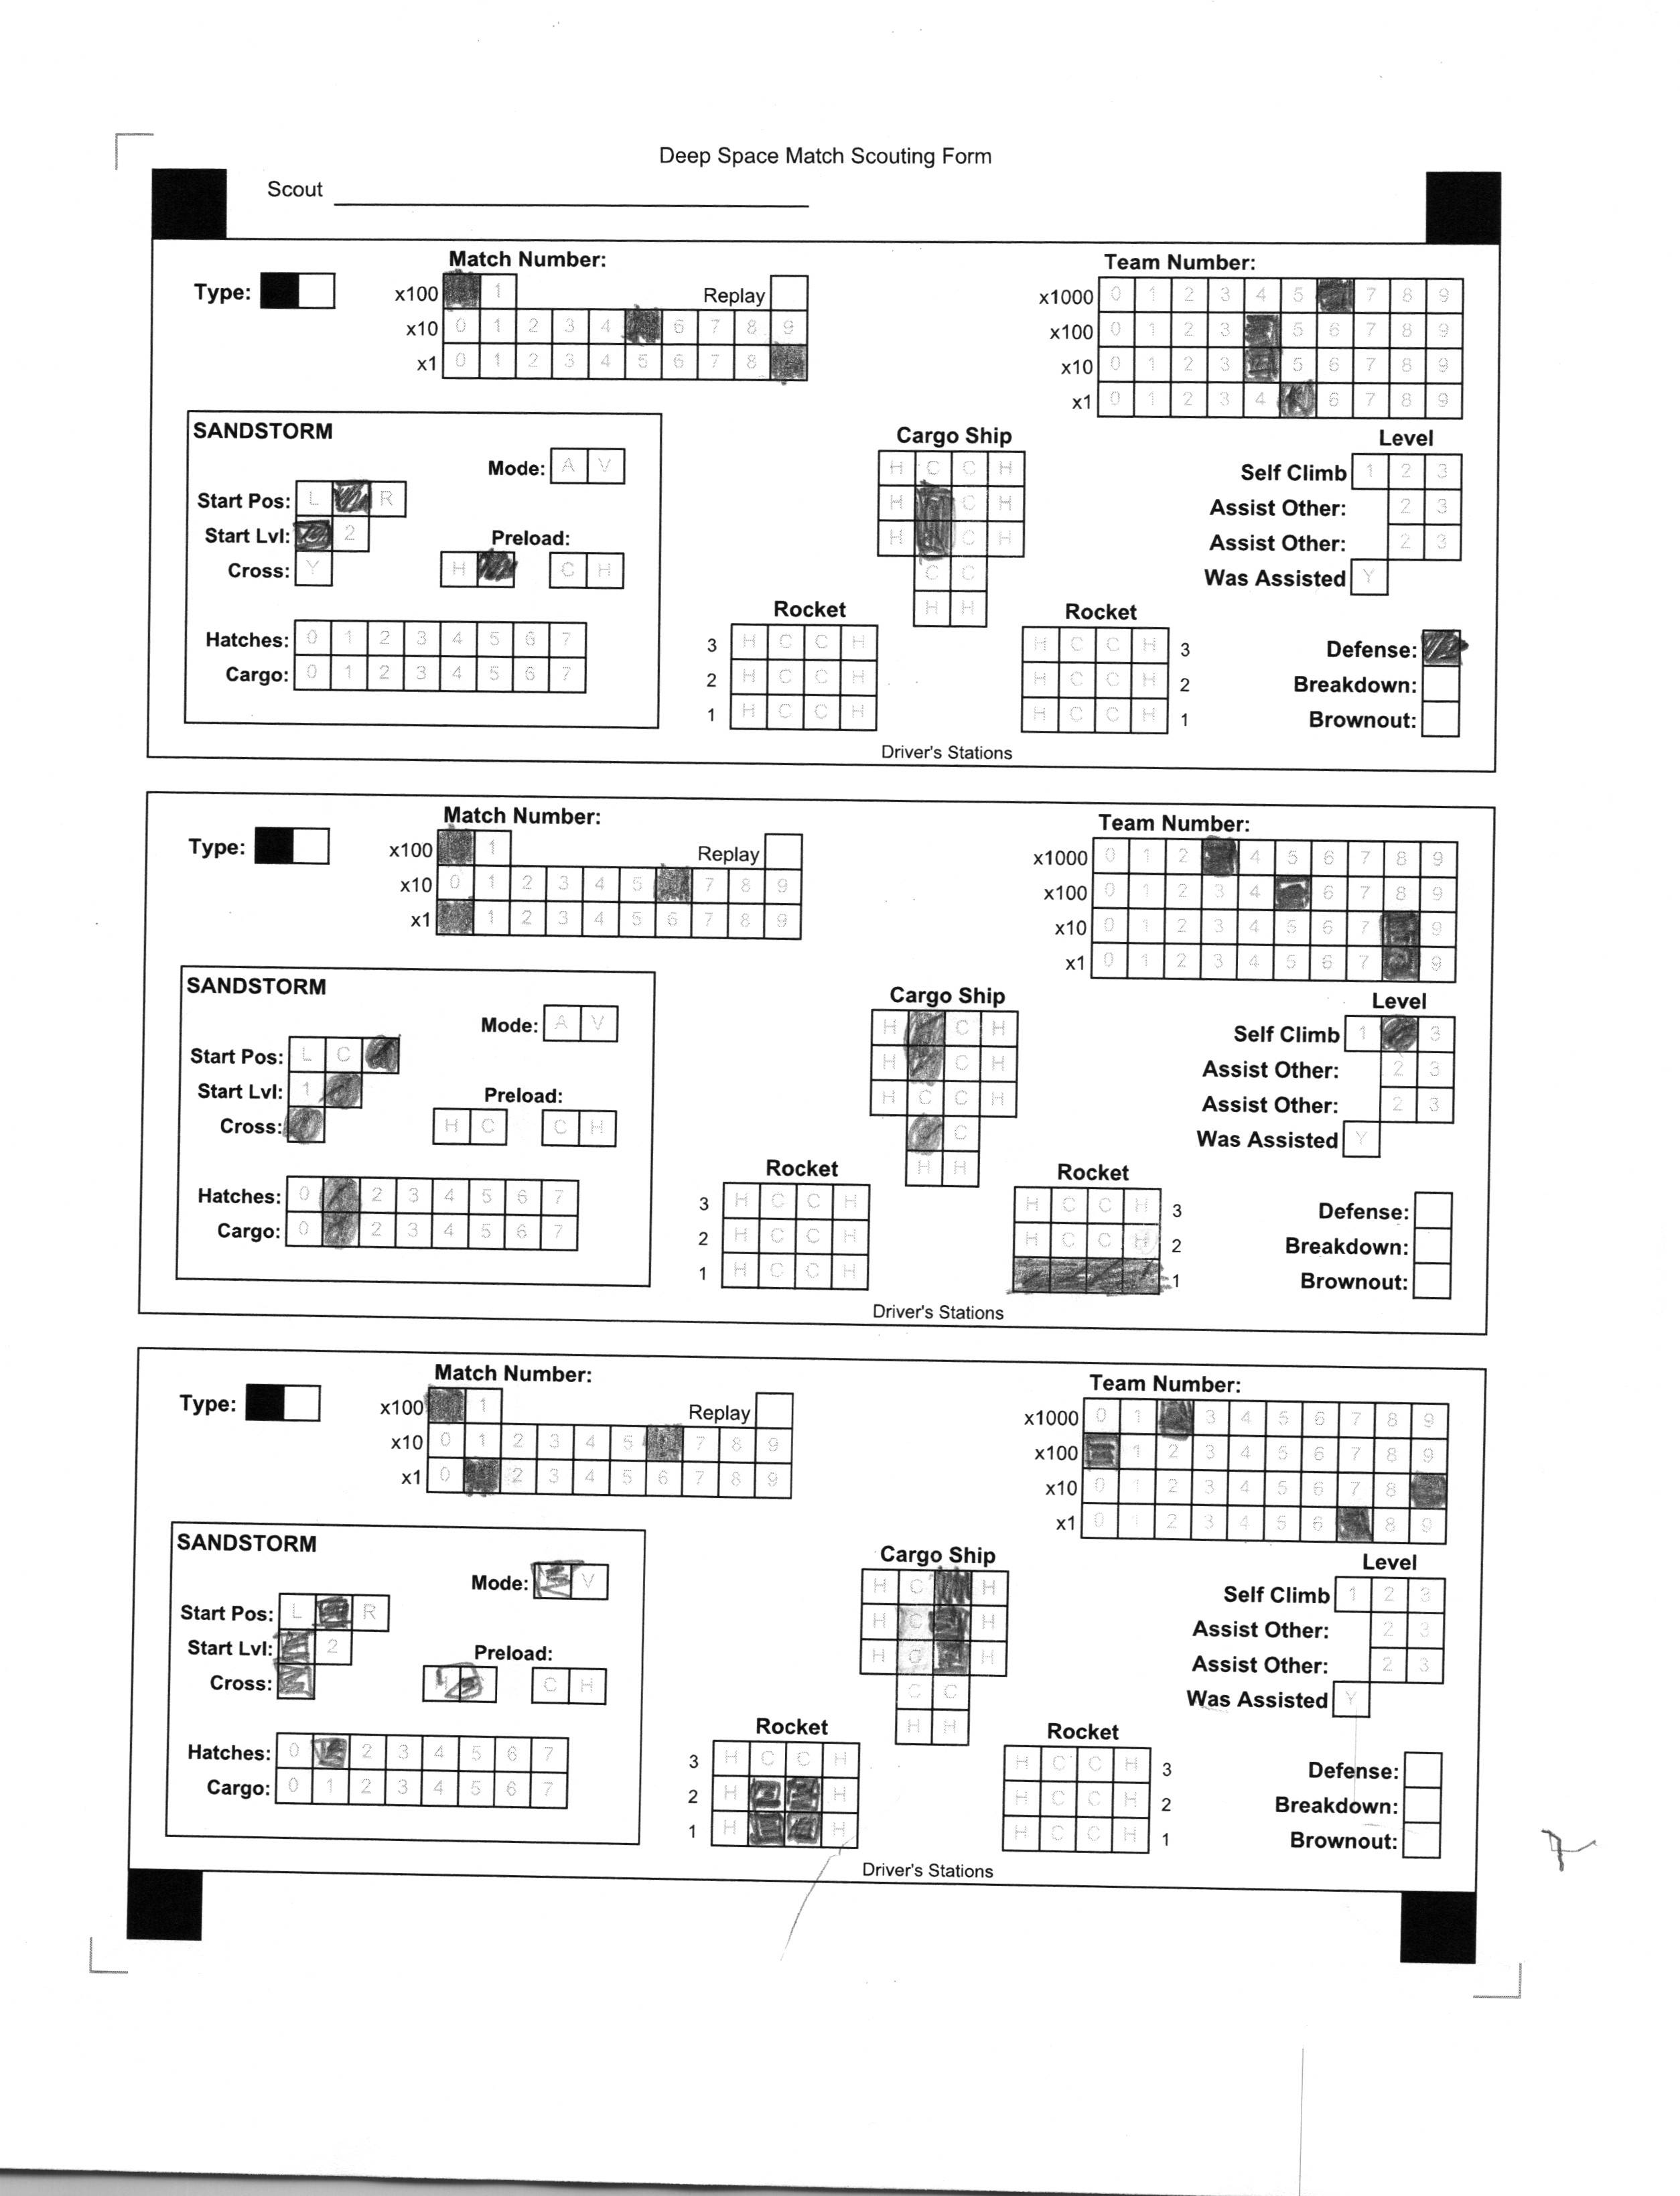 Deep Space Match Scouting Form
Scout
Match Number:
Team Number:
Type:
x100 1 Replay
x1000 0 1 2 3 4 5 7 8 9
x10 0 1 2 3 4 6 7 8 9
x100 0 1 2 3 5 6 7 8 9
x1 0 1 2 3 4 5 6 7 8
x10 0 1 2 3 5 6 7 8 9
x1 0 1 2 3 4 6 7 8 9
SANDSTORM
Cargo Ship
Level
Mode: A V
H C C H
Self Climb 1 2 3
Start Pos: L R
H C H
Assist Other: 2 3
Start Lvl: 2
Preload:
H C H
Assist Other: 2 3
Cross: Y
H C H
C C
Was Assisted Y
H H
Rocket
Rocket
Hatches: 0 1 2 3 4 5 6 7
3 H C C H
H C C H 3
Defense:
Cargo: 0 1 2 3 4 5 6 7
2 H C C H
H C C H 2
Breakdown:
1 H C C H
H C C H 1
Brownout:
Driver's Stations
Match Number:
Team Number:
Type:
x100 1 Replay
x1000 0 1 2 4 5 6 7 8 9
x10 0 1 2 3 4 5 7 8 9
x100 0 1 2 3 4 6 7 8 9
x1 1 2 3 4 5 6 7 8 9
x10 0 1 2 3 4 5 6 7 9
x1 0 1 2 3 4 5 6 7 9
SANDSTORM
Cargo Ship
Level
Mode: A V
H C H
Self Climb 1 3
Start Pos: L C
H C H
Assist Other: 2 3
Start Lvl: 1
Preload:
H C C H
Assist Other: 2 3
Cross:
H C C H
C
Was Assisted Y
H H
Rocket
Rocket
Hatches: 0 2 3 4 5 6 7
3 H C C H
H C C H 3
Defense:
Cargo: 0 2 3 4 5 6 7
2 H C C H
H C C H 2
Breakdown:
1 H C C H
1
Brownout:
Driver's Stations
Match Number:
Team Number:
Type:
x100 1 Replay
x1000 0 1 3 4 5 6 7 8 9
x10 0 1 2 3 4 5 7 8 9
x100 1 2 3 4 5 6 7 8 9
x1 0 2 3 4 5 6 7 8 9
x10 0 1 2 3 4 5 6 7 8
x1 0 1 2 3 4 5 6 8 9
SANDSTORM
Cargo Ship
Level
Mode: V
H C H
Self Climb 1 2 3
Start Pos: L R
H C H
Assist Other: 2 3
Start Lvl: 2
Preload:
H C H
Assist Other: 2 3
Cross:
H C H
C C
Was Assisted Y
H H
Rocket
Rocket
Hatches: 0 2 3 4 5 6 7
3 H C C H
H C C H 3
Defense:
Cargo: 0 1 2 3 4 5 6 7
2 H H
H C C H 2
Breakdown:
1 H H
H C C H 1
Brownout:
Driver's Stations